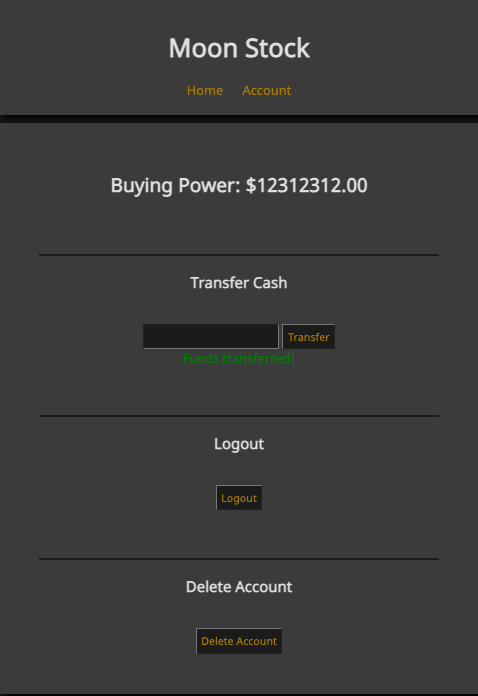 Moon Stock
Home Account
Buying Power: $12312312.00
Transfer Cash
Transfer
Funds transferred!
Logout
Logout
Delete Account
Delete Account